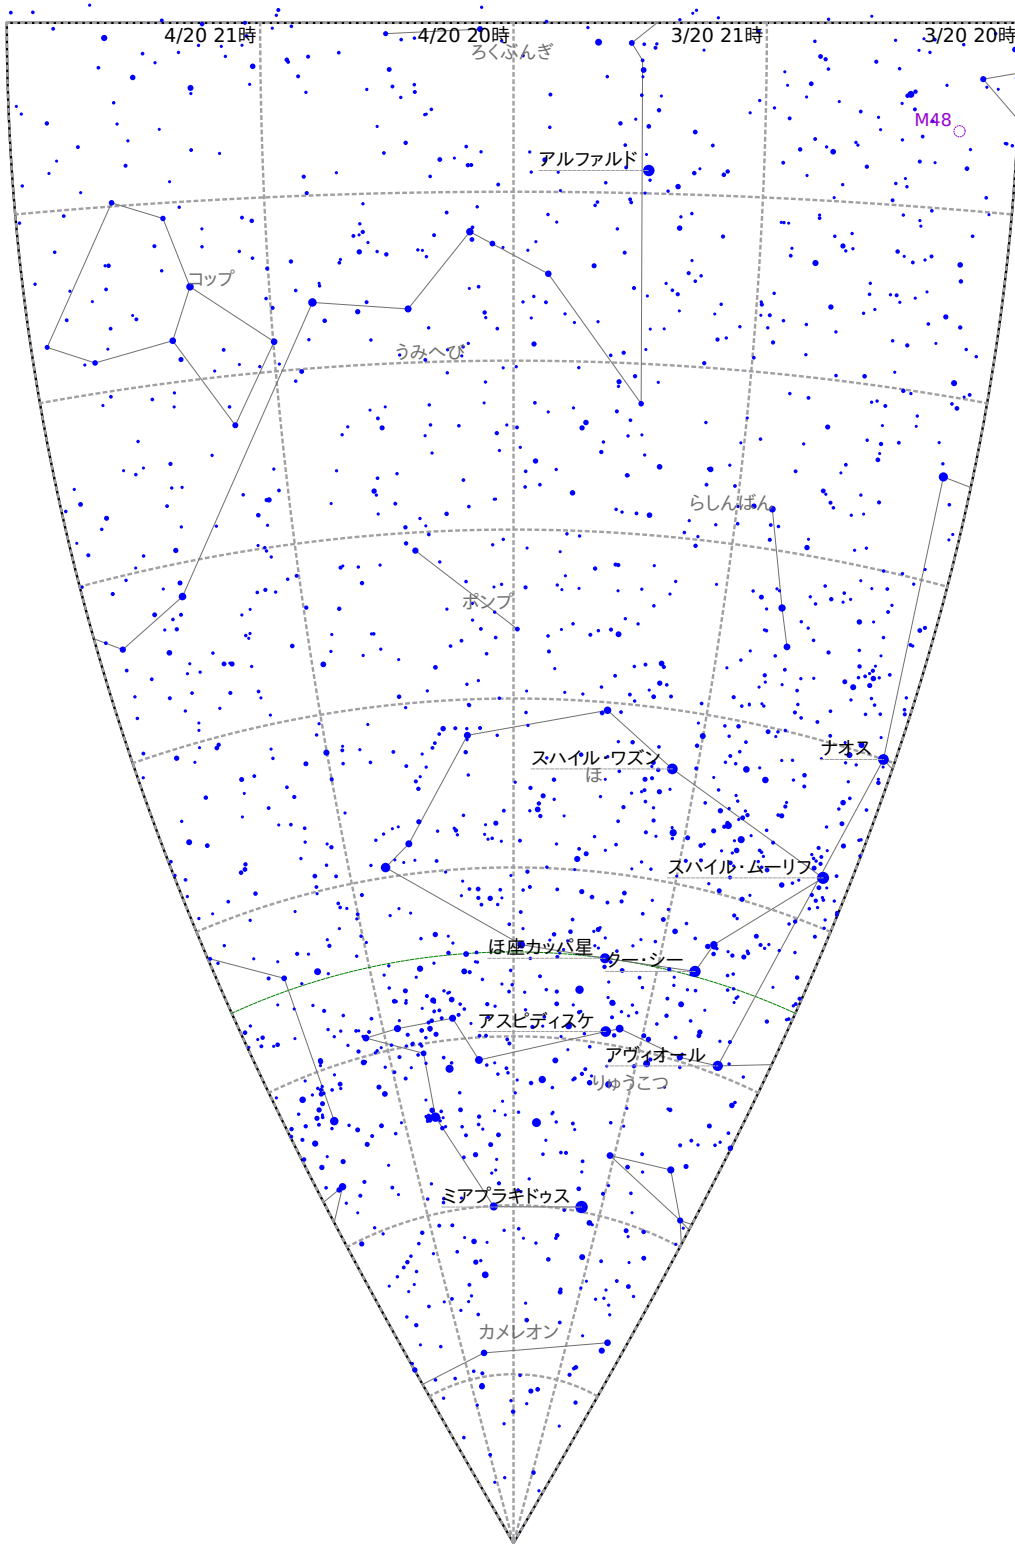 4/20 21時
4/20 20時
3/20 21時
3/20 20時
ろくぶんぎ
M48
アルファルド
コップ
うみへび
らしんばん
ポンプ
ナオス
スハイル・ワズン
ほ
スハイル・ムーリフ
ほ座カッパ星
クー・シー
アスピディスケ
アヴィオール
りゅうこつ
ミアプラキドゥス
カメレオン